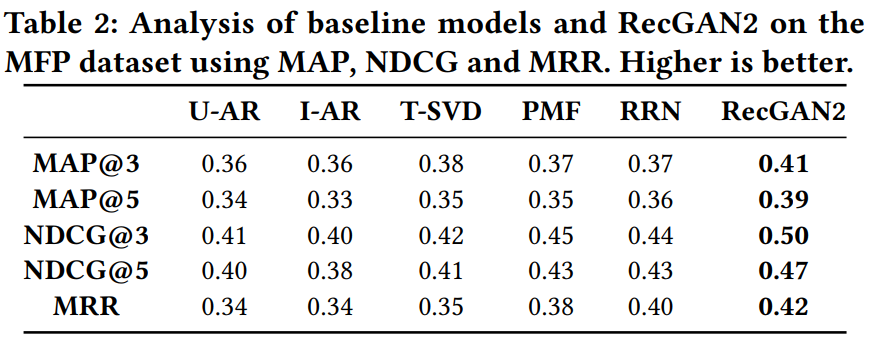 Table 2: Analysis of baseline models and RecGAN2 on the
MFP dataset using MAP, NDCG and MRR. Higher is better.
U-AR I-AR T-SVD PMF RRN RecGAN2
MAP@3 0.36 0.36 0.38 0.37 0.37 0.41
MAP@5 0.34 0.33 0.35 0.35 0.36 0.39
NDCG@3 0.41 0.40 0.42 0.45 0.44 0.50
NDCG@5 0.40 0.38 0.41 0.43 0.43 0.47
MRR 0.34 0.34 0.35 0.38 0.40 0.42